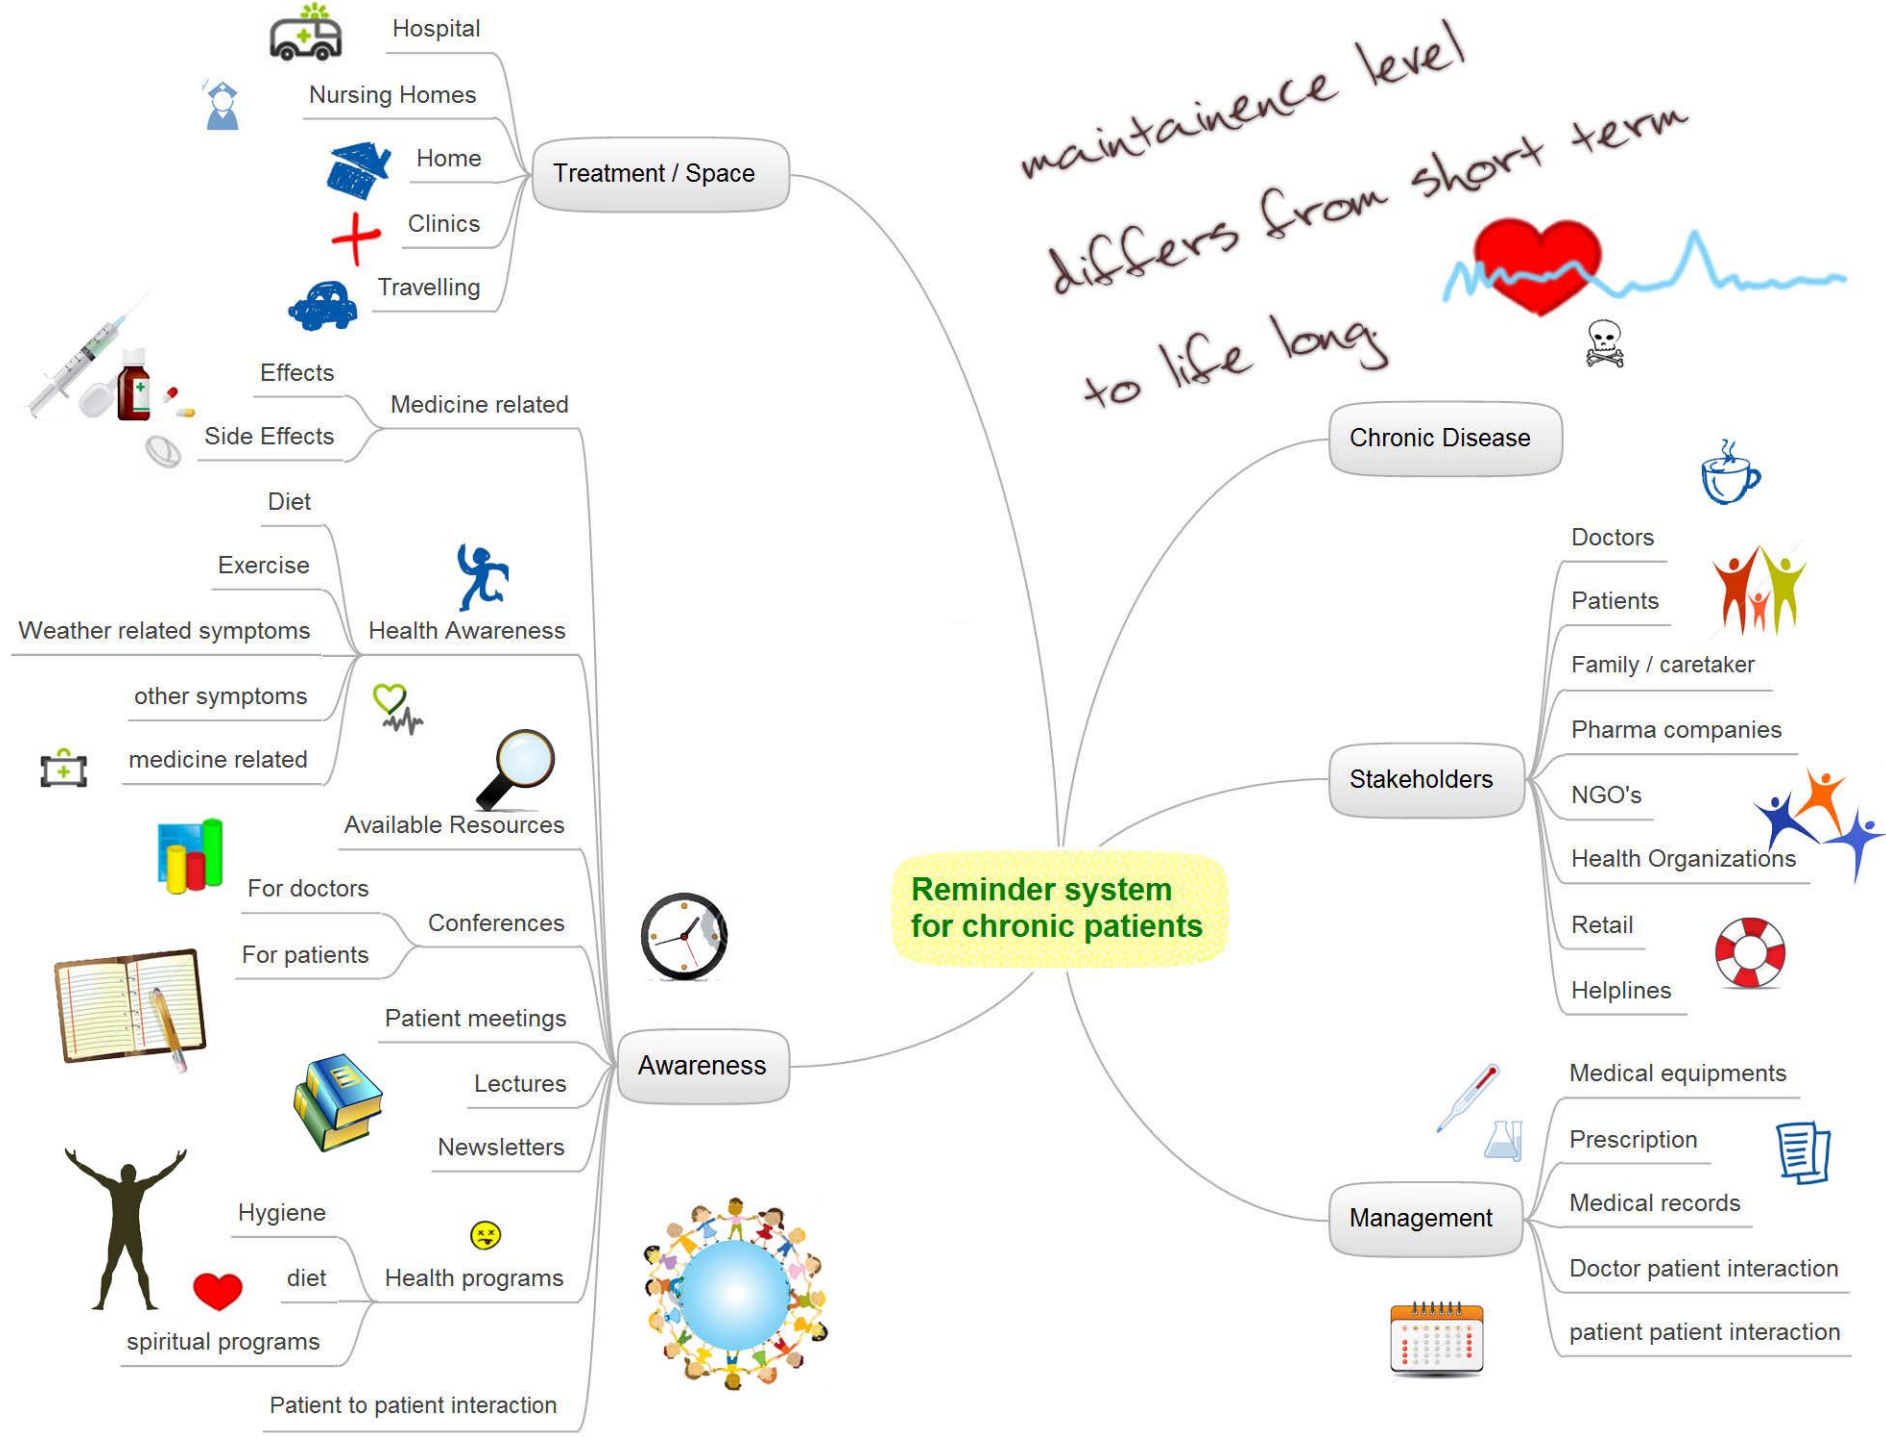 Hospital
Nursing Homes
Home
Clinics
Travelling
Treatment / Space
maintainence level
differs from short term
to life long.
Effects
Side Effects
Medicine related
Diet
Exercise
Weather related symptoms
other symptoms
medicine related
Health Awareness
Available Resources
For doctors
For patients
Conferences
Patient meetings
Lectures
Newsletters
Hygiene
diet
spiritual programs
Health programs
Patient to patient interaction
Awareness
Reminder system
for chronic patients
Chronic Disease
Stakeholders
Doctors
Patients
Family / caretaker
Pharma companies
NGO's
Health Organizations
Retail
Helplines
Management
Medical equipments
Prescription
Medical records
Doctor patient interaction
patient patient interaction